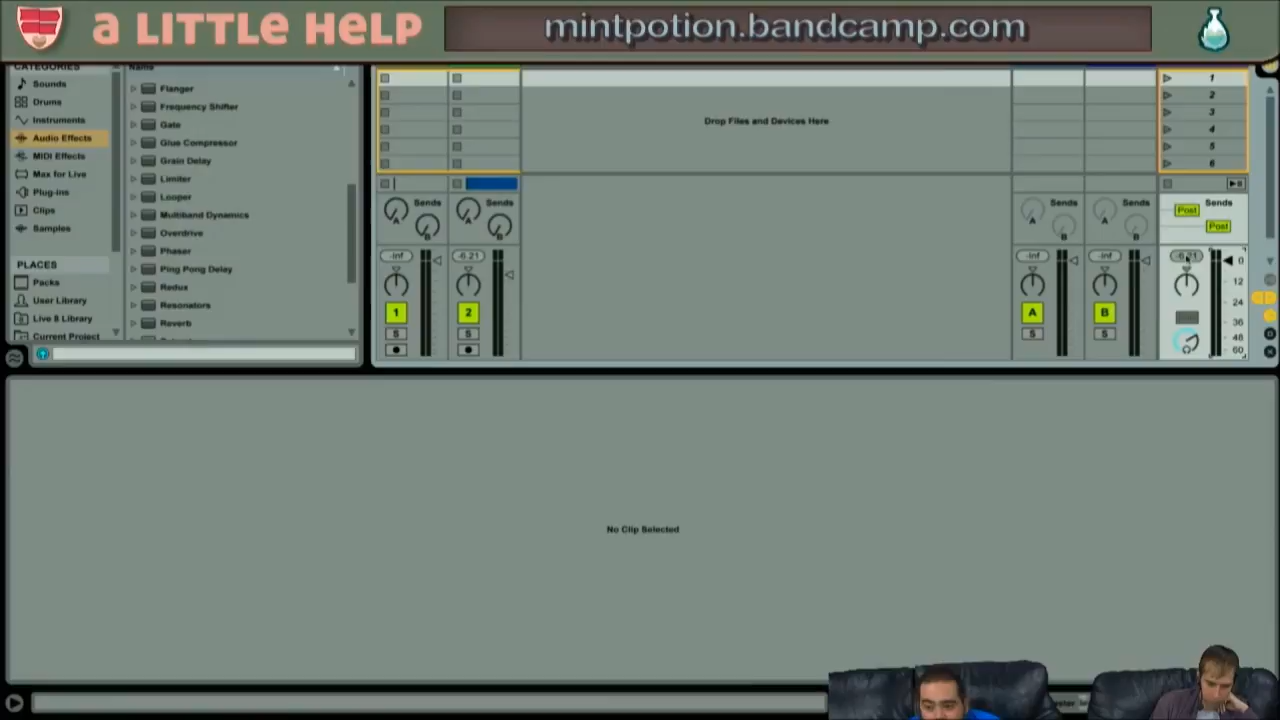 a LITTLE HELP
mintpotion.bandcamp.com
CATEGORIES
Sounds
Drums
Instruments
Audio Effects
MIDI Effects
Max for Live
Plug-ins
Clips
Samples
PLACES
Packs
User Library
Live 8 Library
Current Project
Name
Flanger
Frequency Shifter
Gate
Glue Compressor
Grain Delay
Limiter
Looper
Multiband Dynamics
Overdrive
Phaser
Ping Pong Delay
Redux
Resonators
Reverb
Drop Files and Devices Here
1
2
3
4
5
6
Sends
Sends
Sends
Sends
Sends
A
A
A
A
Post
B
B
B
B
Post
-Inf
-6.21
-Inf
-Inf
0
12
24
36
48
60
1
2
A
B
S
S
S
S
No Clip Selected